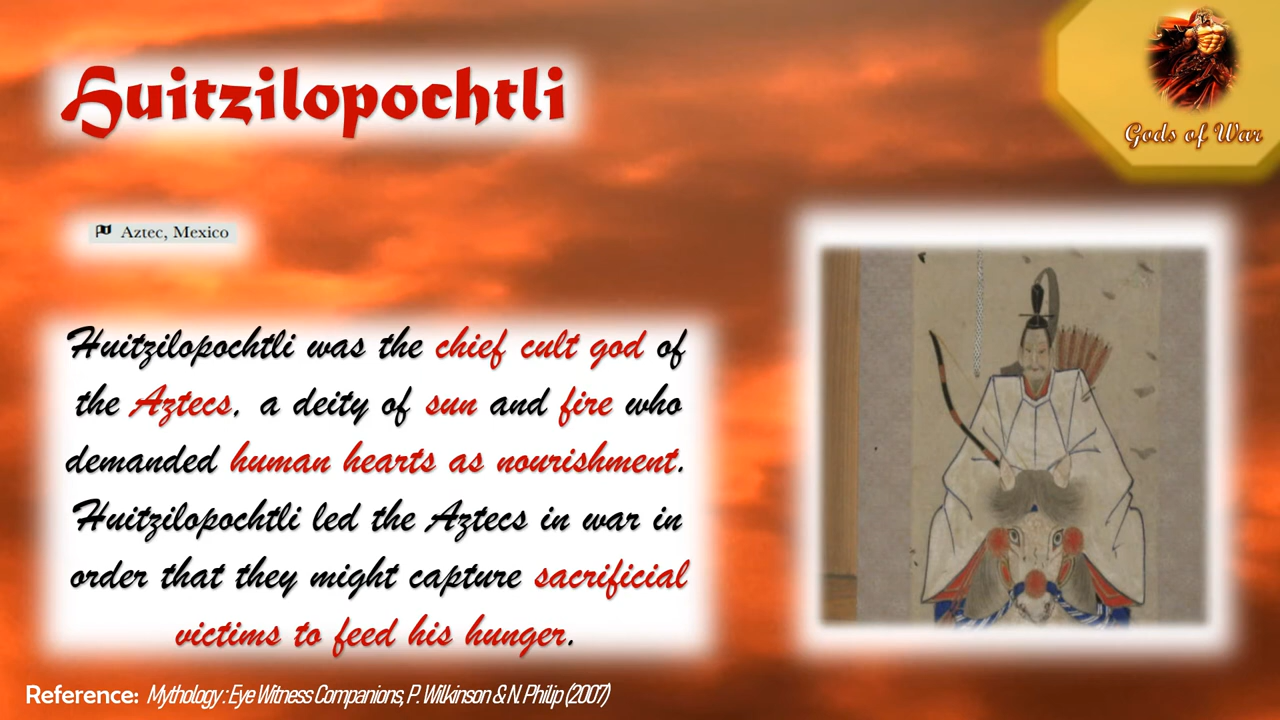 Huitzilopochtli
Gods of War
Aztec, Mexico
Huitzilopochtli was the chief cult god of
the Aztecs, a deity of sun and fire who
demanded human hearts as nourishment.
Huitzilopochtli led the Aztecs in war in
order that they might capture sacrificial
victims to feed his hunger.
Reference: Mythology : Eye Witness Companions, P. Wilkinson & N. Philip (2007)